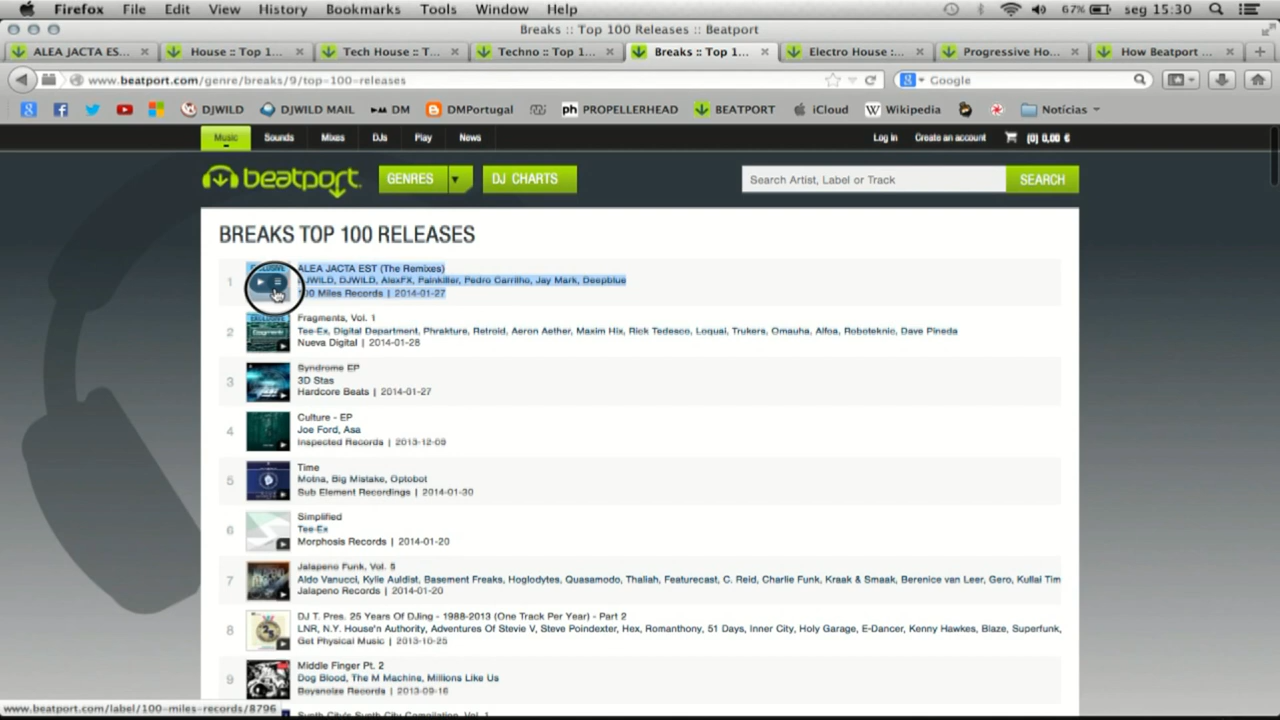 Firefox File Edit View History Bookmarks Tools Window Help 67% seg 15:30
Breaks :: Top 100 Releases :: Beatport
ALEA JACTA ES... House :: Top 1... Tech House :: T... Techno :: Top 1... Breaks :: Top 1... Electro House :... Progressive Ho... How Beatport ...
www.beatport.com/genre/breaks/9/top-100-releases Google
DJWILD DJWILD MAIL DM DMPortugal ph PROPELLERHEAD BEATPORT iCloud W Wikipedia Notícias
Music Sounds Mixes DJs Play News Log in Create an account (0) 0,00 €
beatport GENRES DJ CHARTS Search Artist, Label or Track SEARCH
BREAKS TOP 100 RELEASES
1 ALEA JACTA EST (The Remixes)
DJWILD, DJWILD, AlexFX, Painkiller, Pedro Carrilho, Jay Mark, Deepblue
100 Miles Records | 2014-01-27
2 Fragments, Vol. 1
Tee-Ex, Digital Department, Phrakture, Retroid, Aeron Aether, Maxim Hix, Rick Tedesco, Loquai, Trukers, Omauha, Alfoa, Roboteknic, Dave Pineda
Nueva Digital | 2014-01-28
3 Syndrome EP
3D Stas
Hardcore Beats | 2014-01-27
4 Culture - EP
Joe Ford, Asa
Inspected Records | 2013-12-09
5 Time
Motna, Big Mistake, Optobot
Sub Element Recordings | 2014-01-30
6 Simplified
Tee-Ex
Morphosis Records | 2014-01-20
7 Jalapeno Funk, Vol. 5
Aldo Vanucci, Kylie Auldist, Basement Freaks, Hoglodytes, Quasamodo, Thallah, Featurecast, C. Reid, Charlie Funk, Kraak & Smaak, Berenice van Leer, Gero, Kullai Tim
Jalapeno Records | 2014-01-20
8 DJ T. Pres. 25 Years Of DJing - 1988-2013 (One Track Per Year) - Part 2
LNR, N.Y. House'n Authority, Adventures Of Stevie V, Steve Poindexter, Hex, Romanthony, 51 Days, Inner City, Holy Garage, E-Dancer, Kenny Hawkes, Blaze, Superfunk,
Get Physical Music | 2013-10-25
9 Middle Finger Pt. 2
Dog Blood, The M Machine, Millions Like Us
Boysnoize Records | 2013-09-16
www.beatport.com/label/100-miles-records/8796
Synth City's Synth City Compilation, Vol. 1